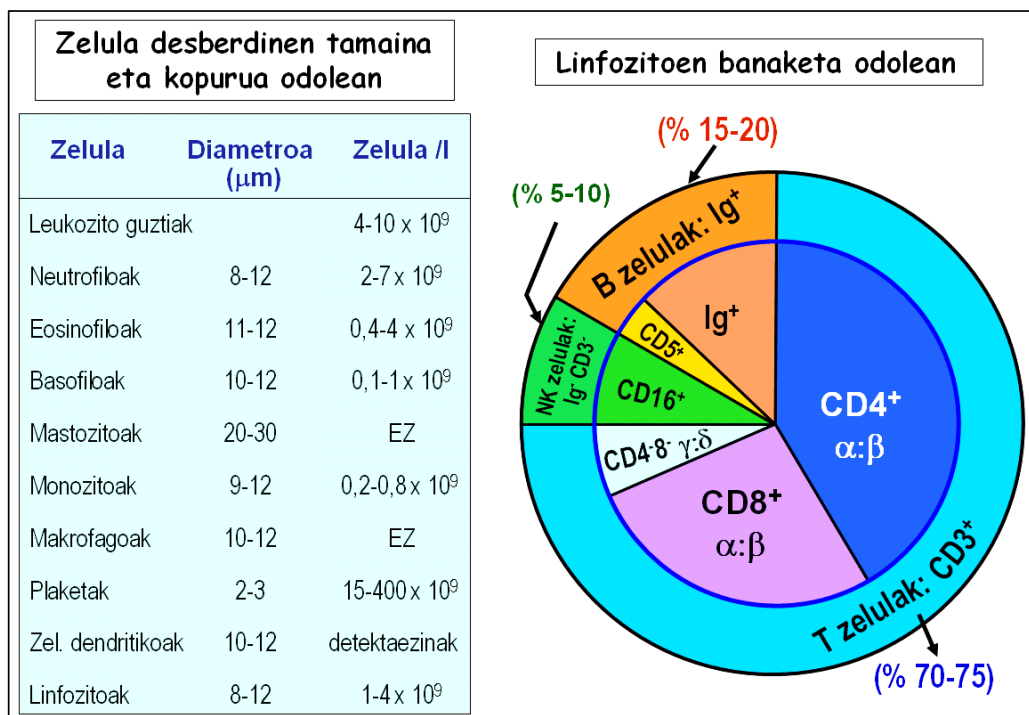 Zelula desberdinen tamaina
eta kopurua odolean
Zelula Diametroa Zelula /l
(μm)
Leukozito guztiak 4-10 x 10⁹
Neutrofiloak 8-12 2-7 x 10⁹
Eosinofiloak 11-12 0,4-4 x 10⁹
Basofiloak 10-12 0,1-1 x 10⁹
Mastozitoak 20-30 EZ
Monozitoak 9-12 0,2-0,8 x 10⁹
Makrofagoak 10-12 EZ
Plaketak 2-3 15-400 x 10⁹
Zel. dendritikoak 10-12 detektaezinak
Linfozitoak 8-12 1-4 x 10⁹
Linfozitoen banaketa odolean
(% 15-20)
(% 5-10)
B zelulak: Ig⁺
Ig⁺
CD5⁺
NK zelulak:
Ig⁻ CD3⁻
CD16⁺
CD4⁺
α:β
CD4⁻8⁻ γ:δ
CD8⁺
α:β
T zelulak: CD3⁺
(% 70-75)